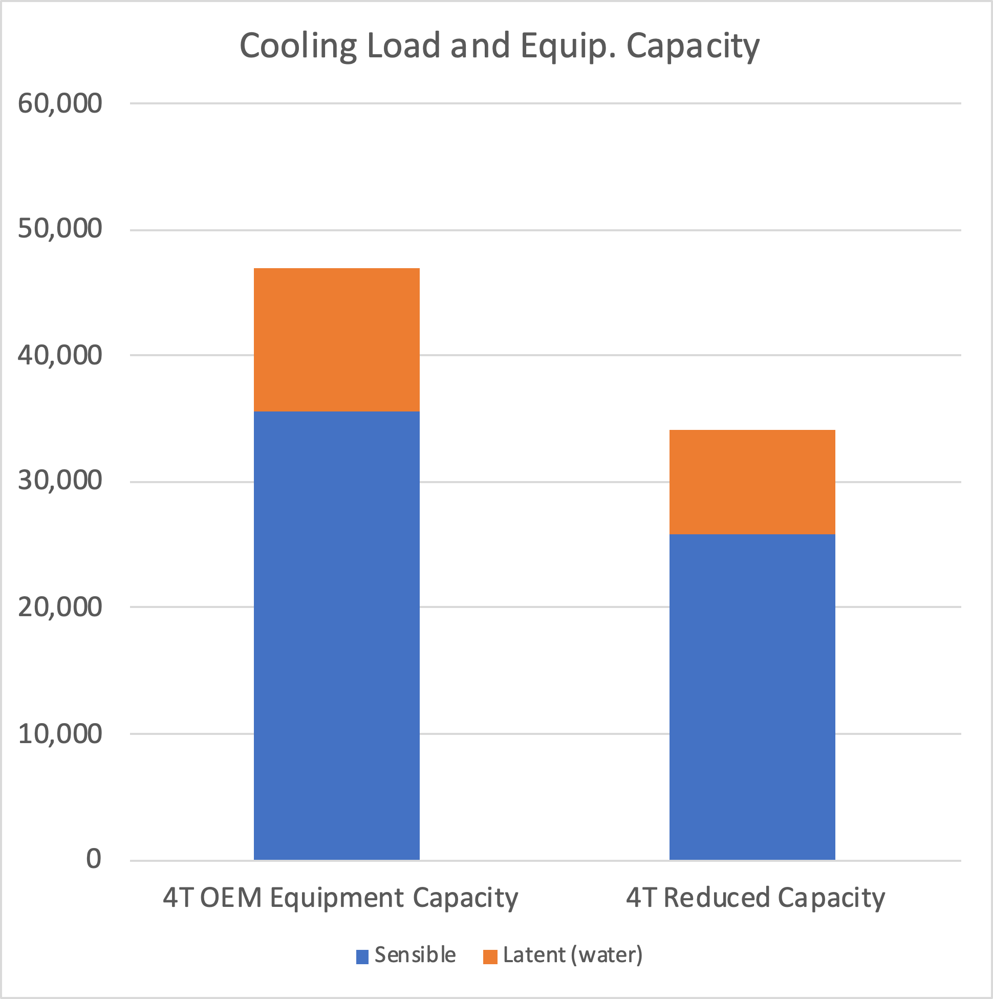 Cooling Load and Equip. Capacity
60,000
50,000
40,000
30,000
20,000
10,000
0
4T OEM Equipment Capacity
4T Reduced Capacity
Sensible
Latent (water)